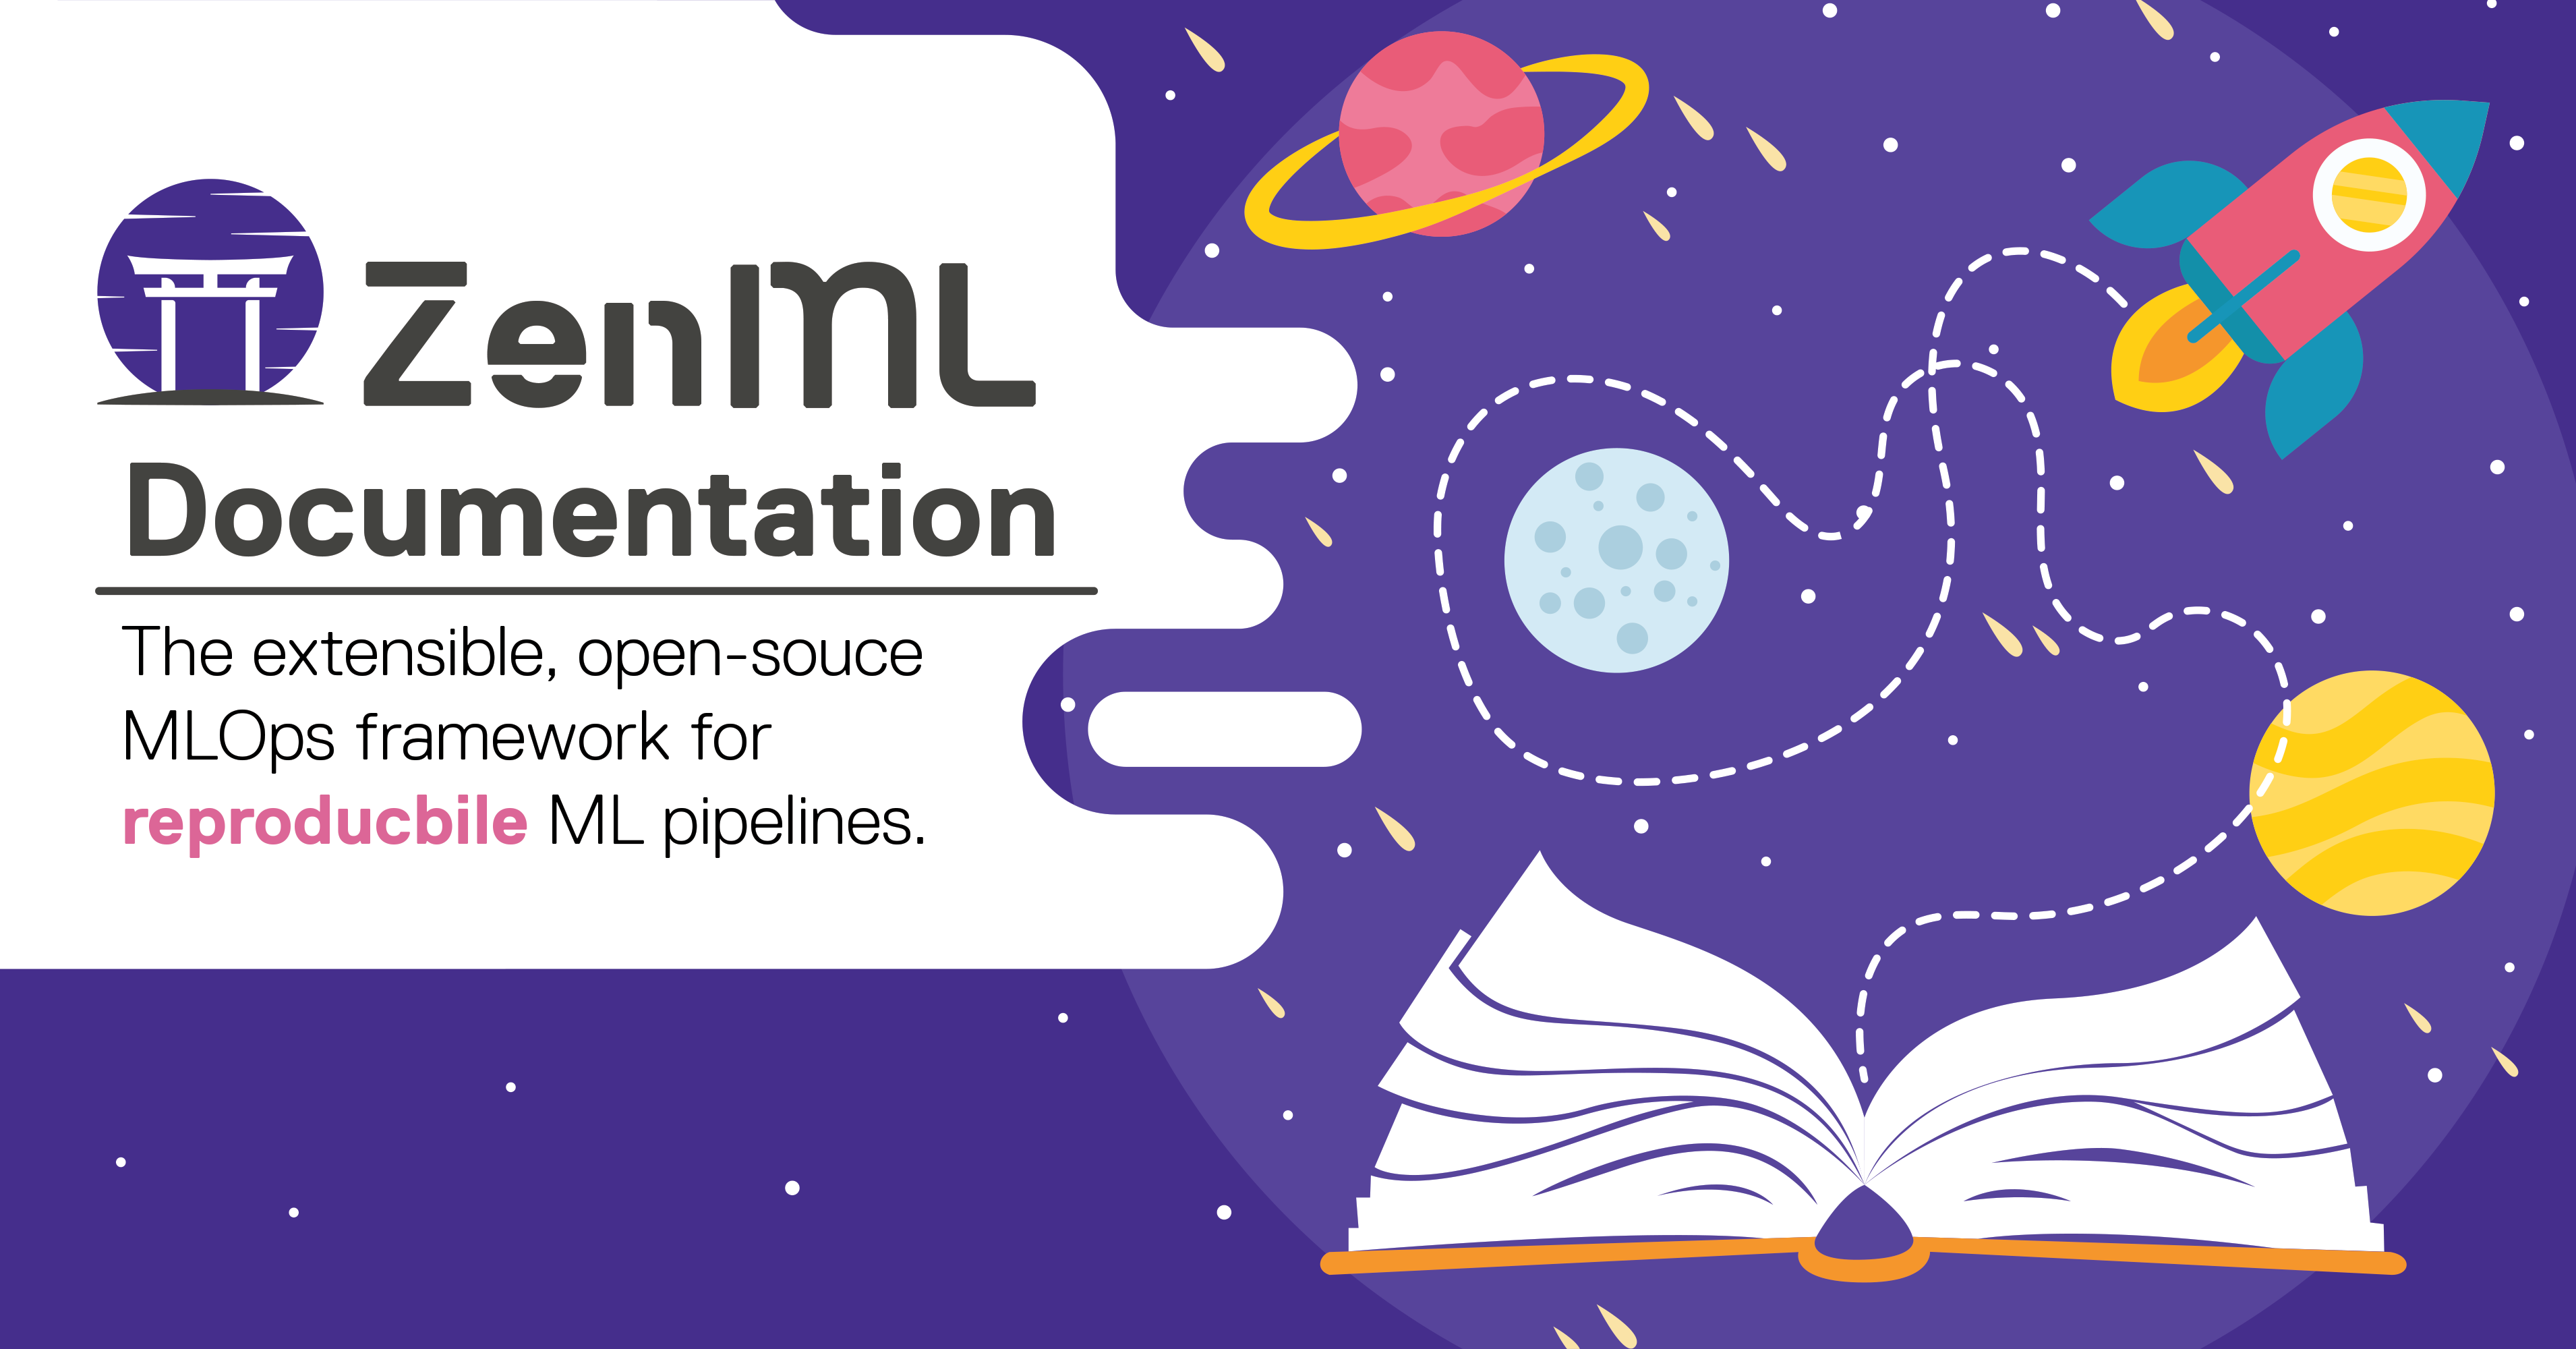 ZenML
Documentation
The extensible, open-souce
MLOps framework for
reproducbile ML pipelines.